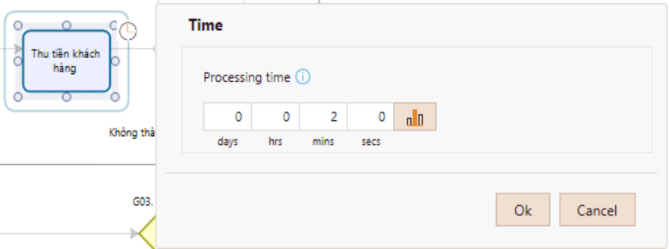 Time
Thu tiền khách
hàng
Processing time
0 0 2 0
days hrs mins secs
Không thà
G03.
Ok Cancel